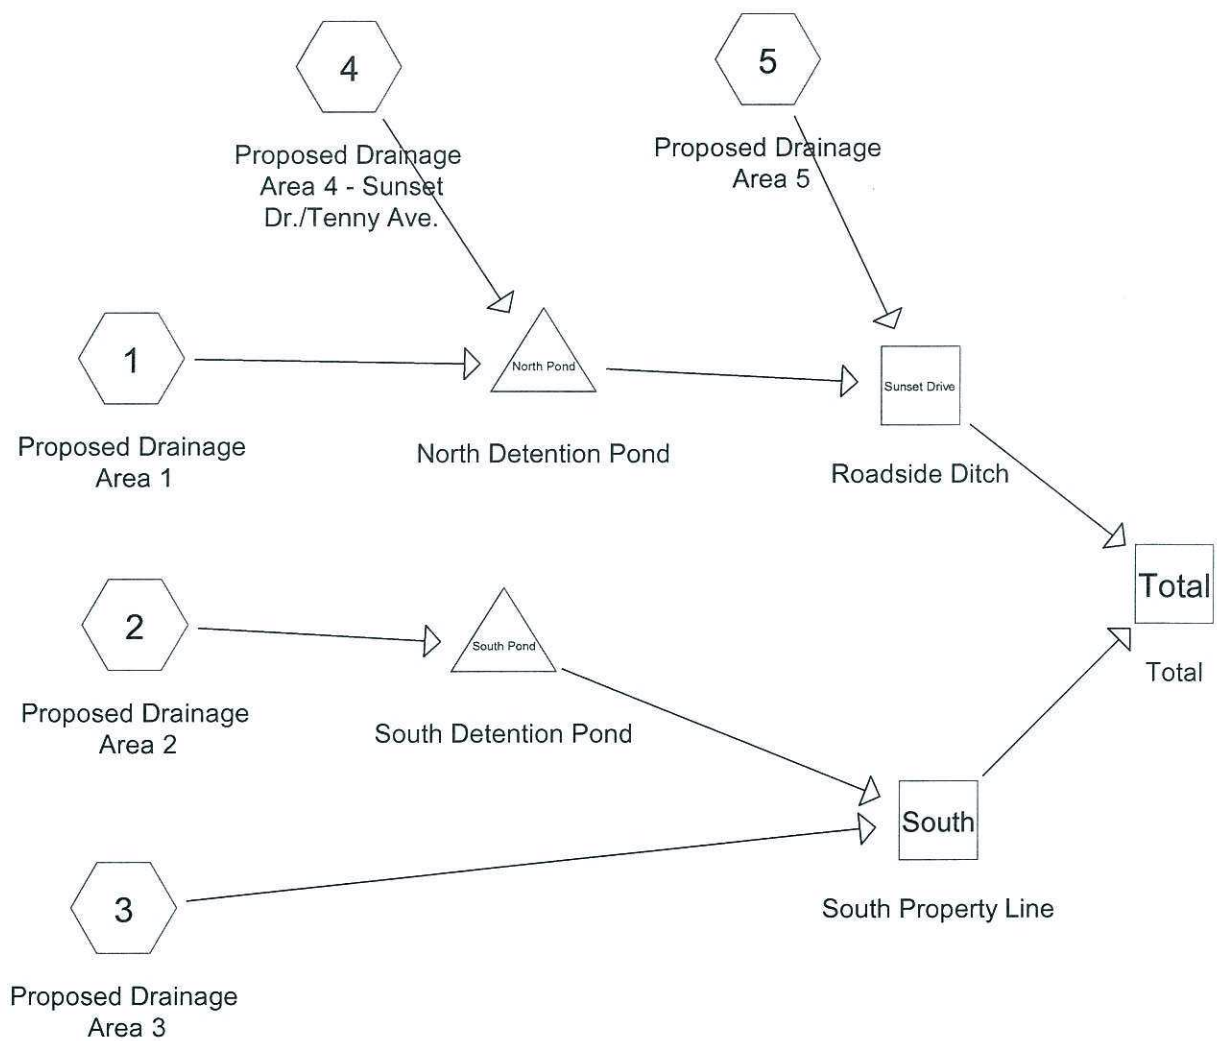 4
Proposed Drainage
Area 4 - Sunset
Dr./Tenny Ave.
5
Proposed Drainage
Area 5
1
Proposed Drainage
Area 1
North Pond
North Detention Pond
Sunset Drive
Roadside Ditch
2
Proposed Drainage
Area 2
South Pond
South Detention Pond
Total
Total
3
Proposed Drainage
Area 3
South
South Property Line